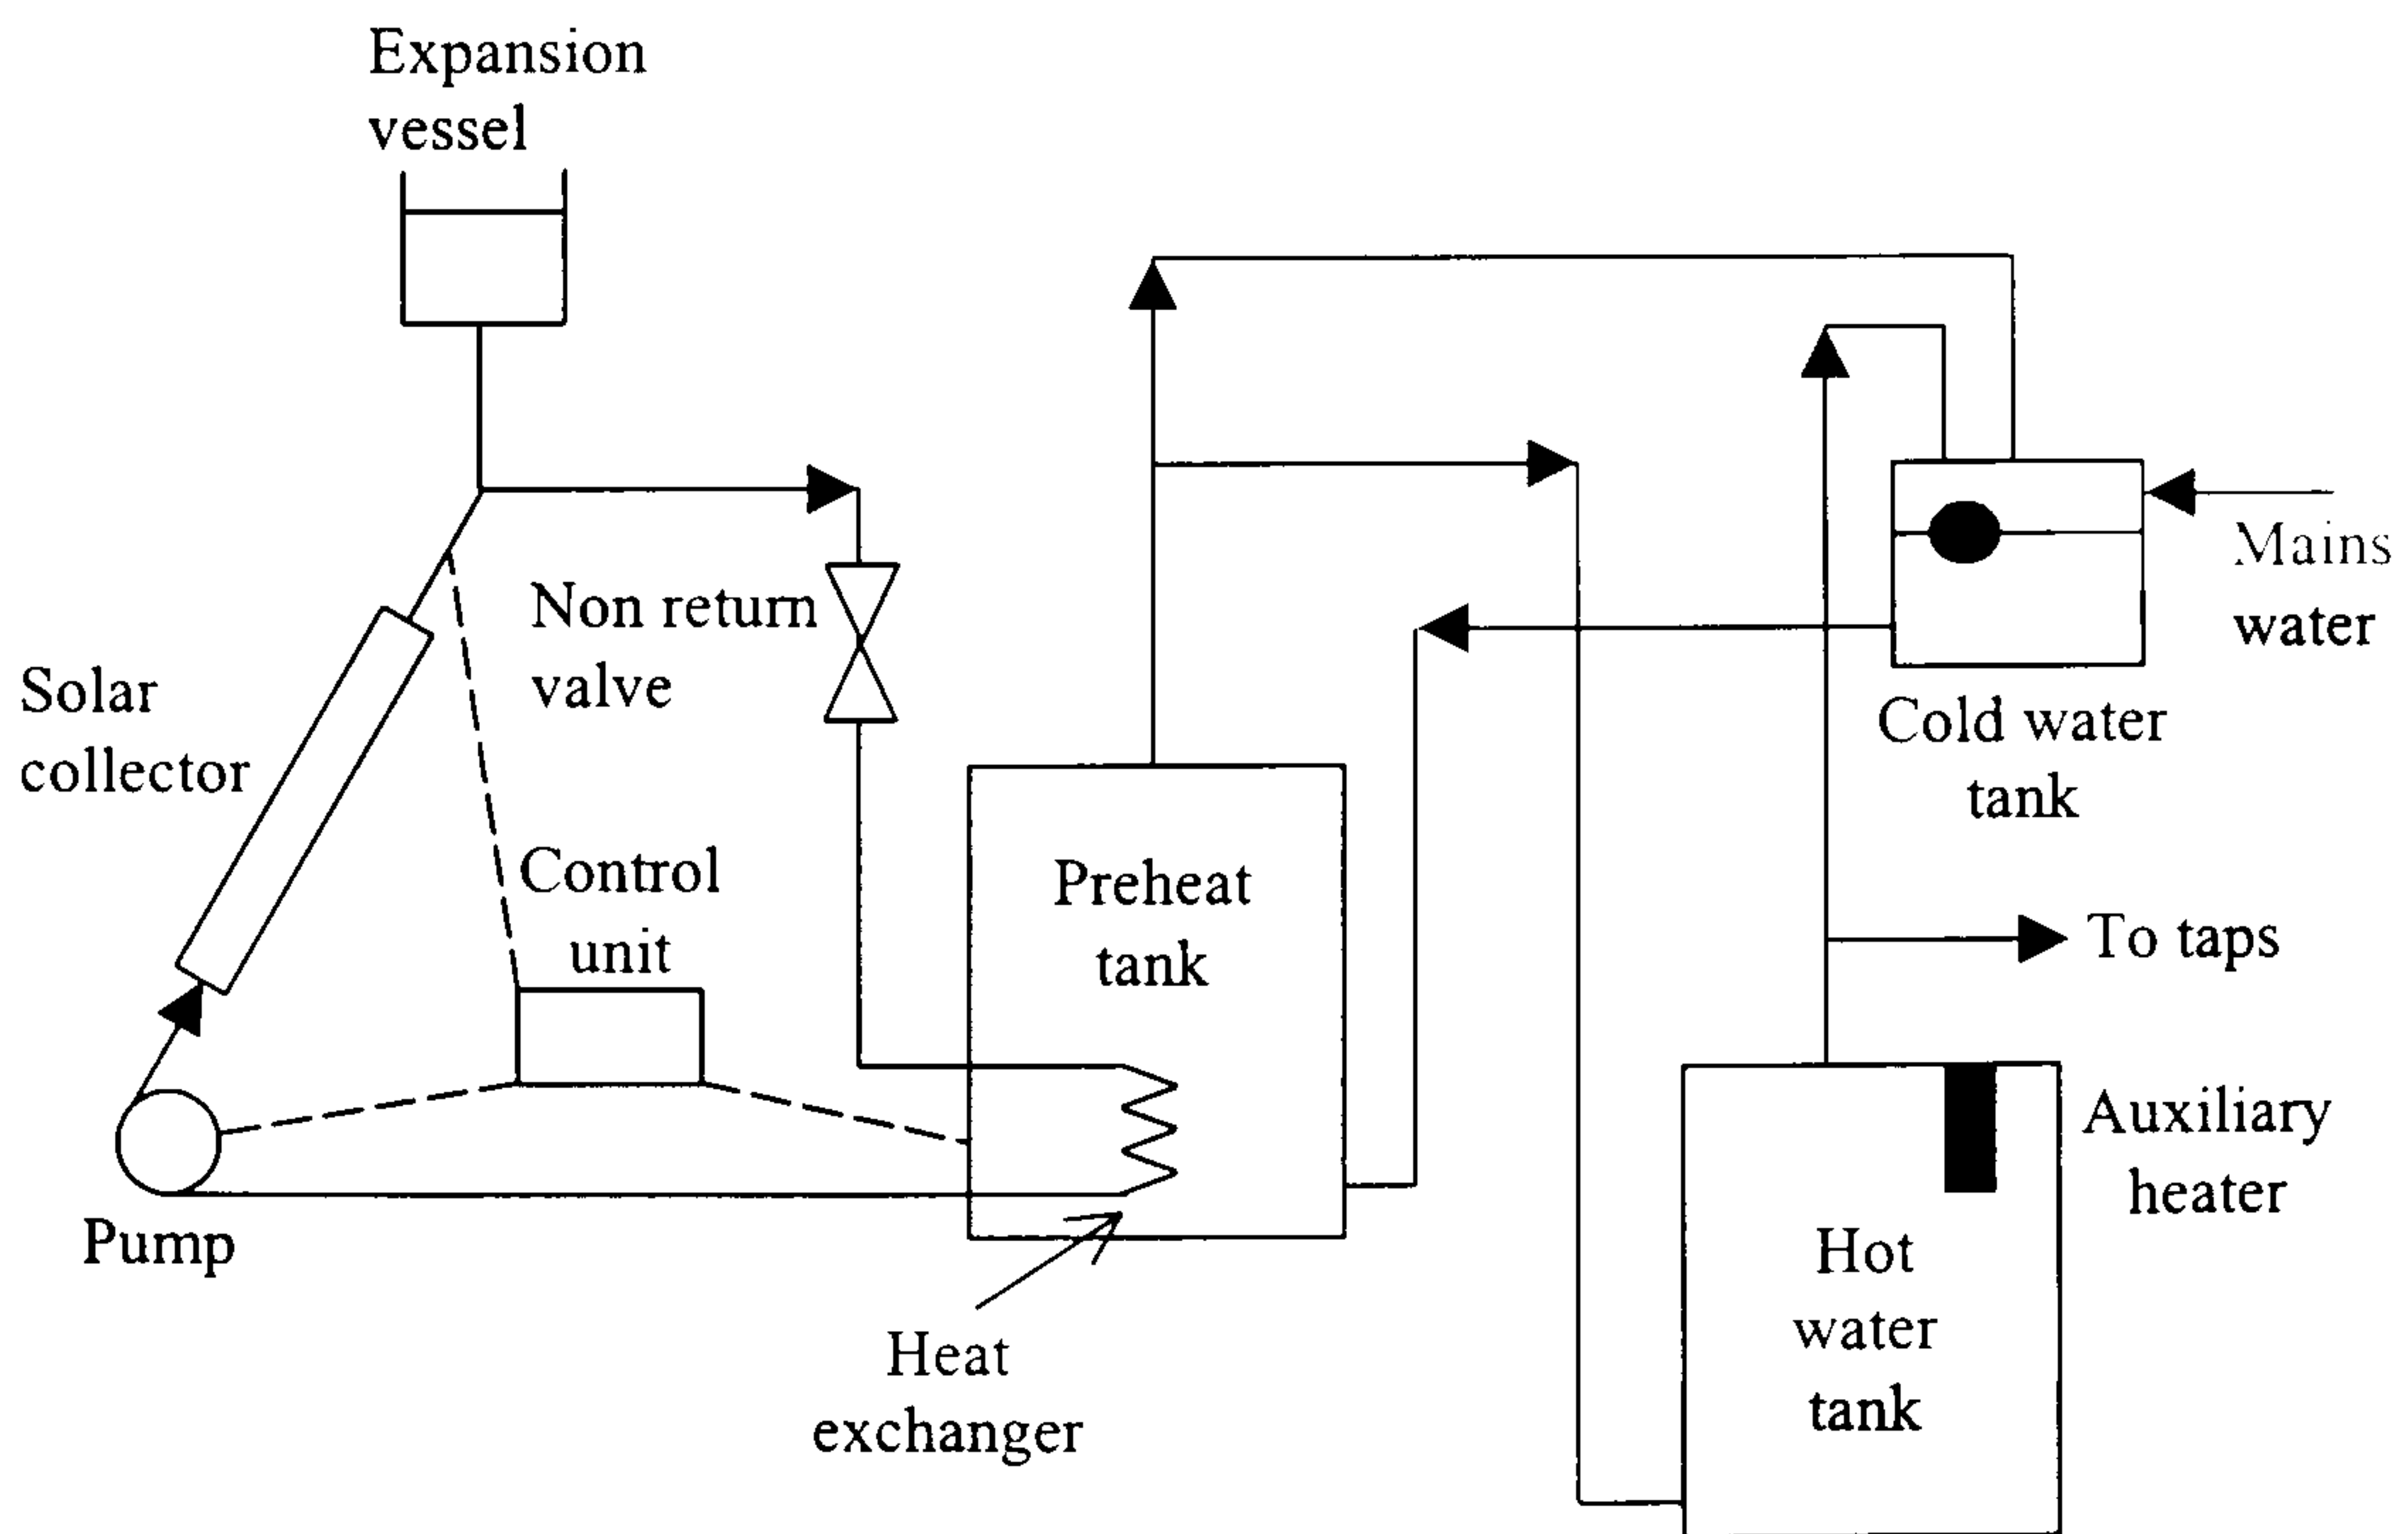 Expansion
vessel
Non return
valve
Solar
collector
Control
unit
Pump
Preheat
tank
Heat
exchanger
Mains
water
Cold water
tank
To taps
Auxiliary
heater
Hot
water
tank